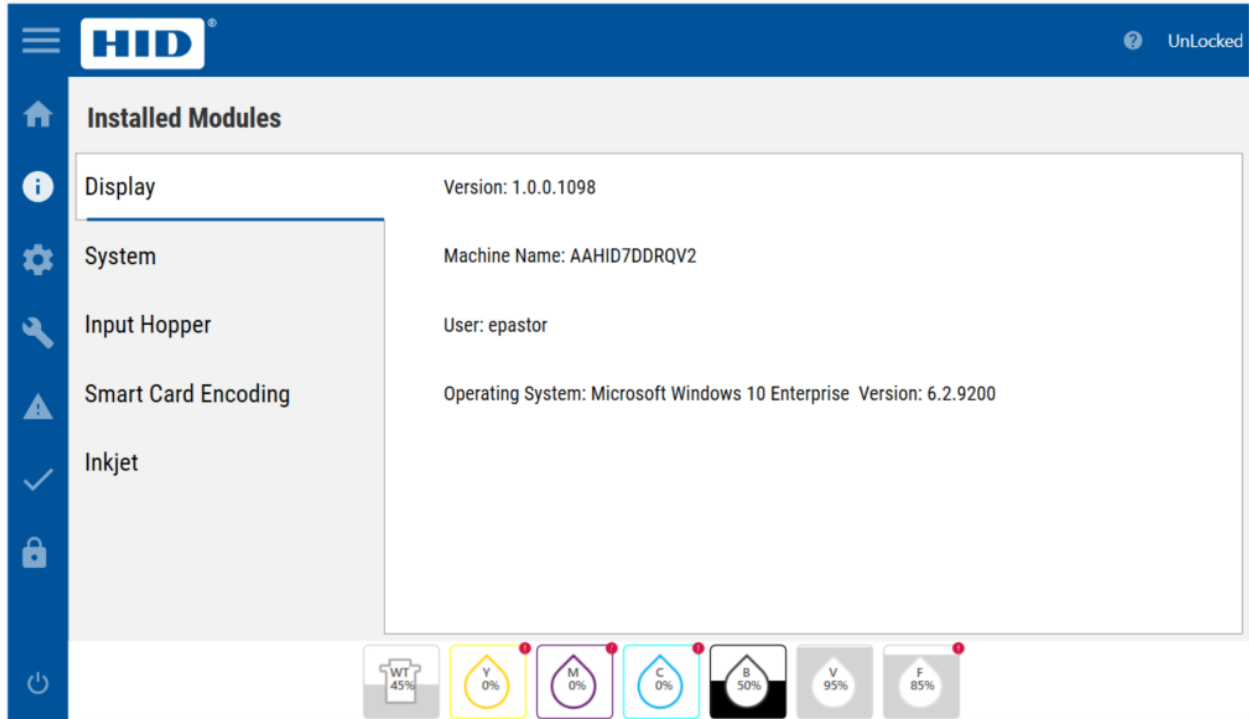 HID®
UnLocked
Installed Modules
Display
Version: 1.0.0.1098
System
Machine Name: AAHID7DDRQV2
Input Hopper
User: epastor
Smart Card Encoding
Operating System: Microsoft Windows 10 Enterprise Version: 6.2.9200
Inkjet
WT
45%
Y
0%
M
0%
C
0%
B
50%
V
95%
F
85%